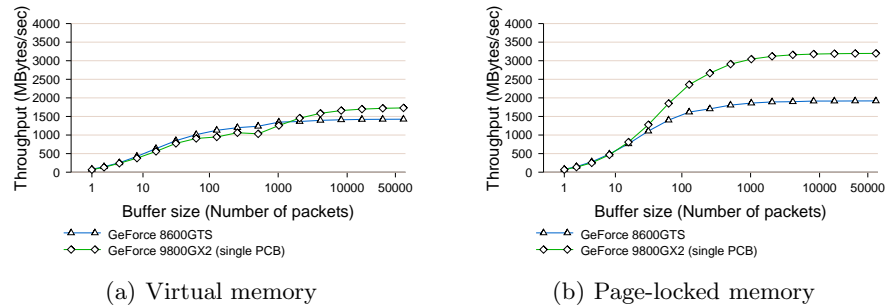 Throughput (MBytes/sec)
4000
3500
3000
2500
2000
1500
1000
500
0
1 10 100 1000 10000 50000
Buffer size (Number of packets)
GeForce 8600GTS
GeForce 9800GX2 (single PCB)
(a) Virtual memory
Throughput (MBytes/sec)
4000
3500
3000
2500
2000
1500
1000
500
0
1 10 100 1000 10000 50000
Buffer size (Number of packets)
GeForce 8600GTS
GeForce 9800GX2 (single PCB)
(b) Page-locked memory